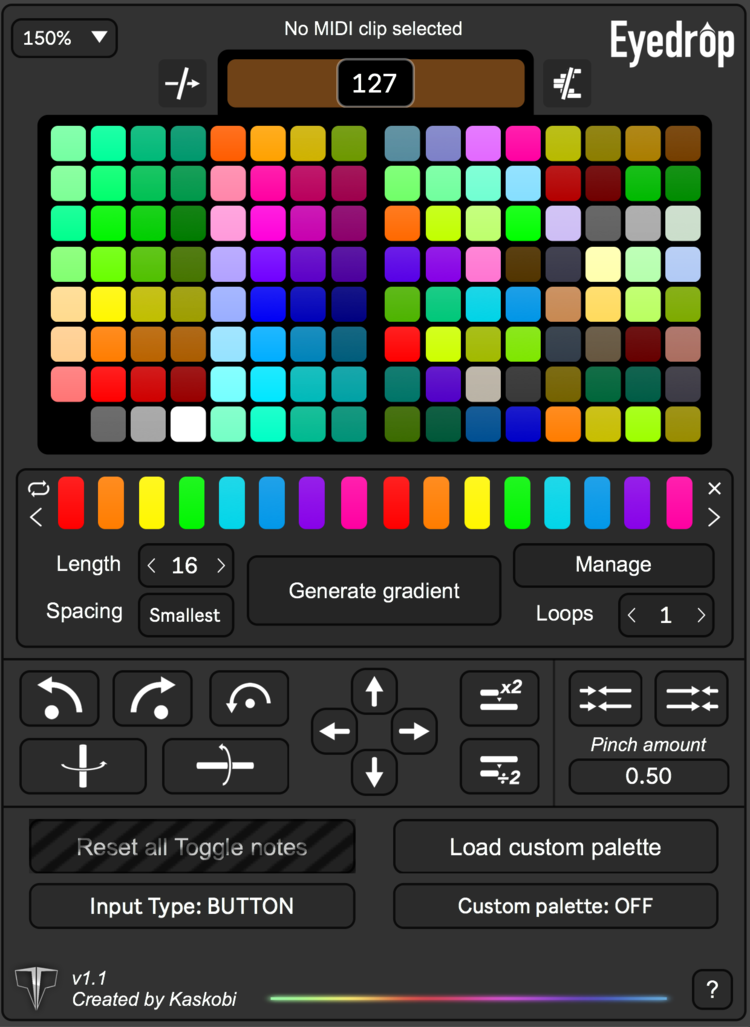 150%
No MIDI clip selected
Eyedrop
127
Length
16
Spacing
Smallest
Generate gradient
Manage
Loops
1
x2
÷2
Pinch amount
0.50
Reset all Toggle notes
Load custom palette
Input Type: BUTTON
Custom palette: OFF
v1.1
Created by Kaskobi
?